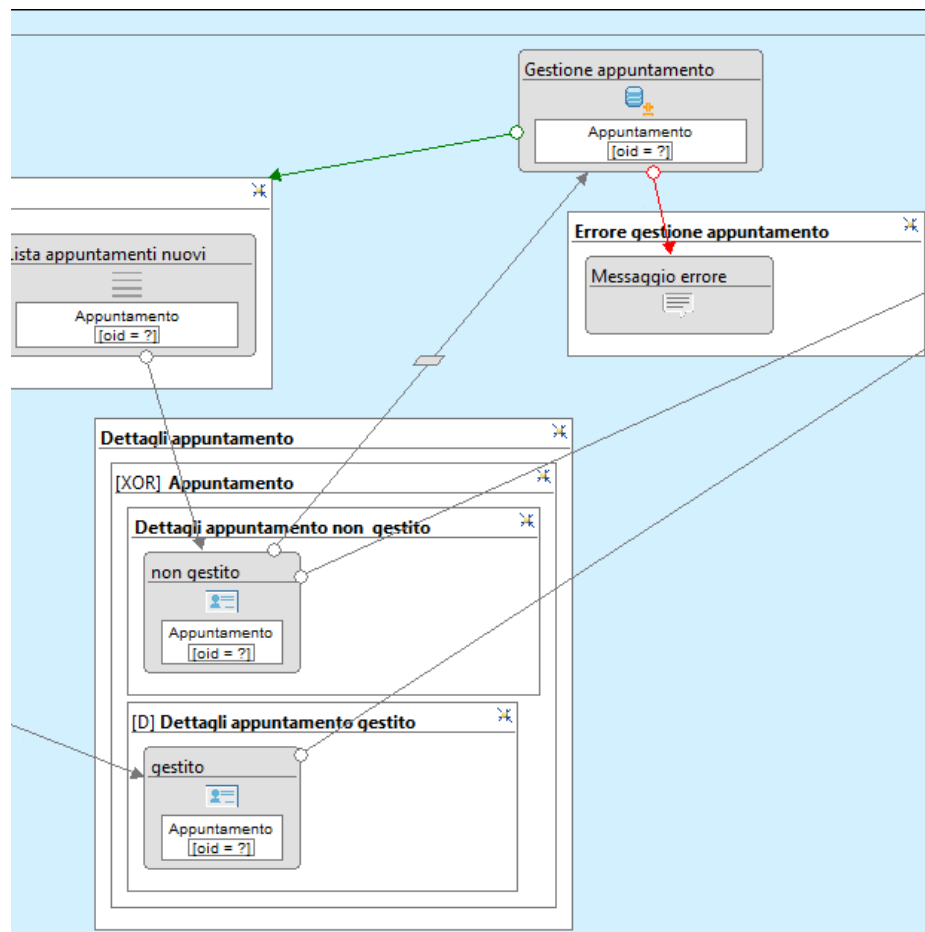 Gestione appuntamento
Appuntamento
[oid = ?]
Lista appuntamenti nuovi
Appuntamento
[oid = ?]
Errore gestione appuntamento
Messaggio errore
Dettagli appuntamento
[XOR] Appuntamento
Dettagli appuntamento non gestito
non gestito
Appuntamento
[oid = ?]
[D] Dettagli appuntamento gestito
gestito
Appuntamento
[oid = ?]